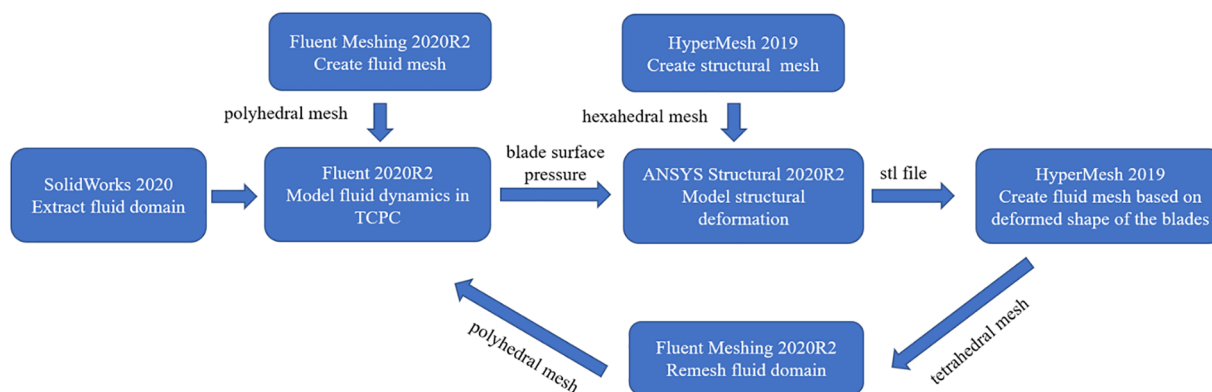 Fluent Meshing 2020R2
Create fluid mesh
HyperMesh 2019
Create structural mesh
polyhedral mesh
hexahedral mesh
SolidWorks 2020
Extract fluid domain
Fluent 2020R2
Model fluid dynamics in
TCPC
blade surface
pressure
ANSYS Structural 2020R2
Model structural
deformation
stl file
HyperMesh 2019
Create fluid mesh based on
deformed shape of the blades
polyhedral mesh
Fluent Meshing 2020R2
Remesh fluid domain
tetrahedral mesh